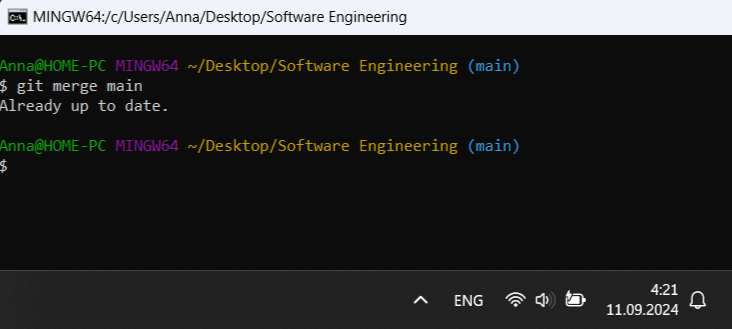 MINGW64:/c/Users/Anna/Desktop/Software Engineering
Anna@HOME-PC MINGW64 ~/Desktop/Software Engineering (main)
$ git merge main
Already up to date.
Anna@HOME-PC MINGW64 ~/Desktop/Software Engineering (main)
$
ENG
4:21
11.09.2024